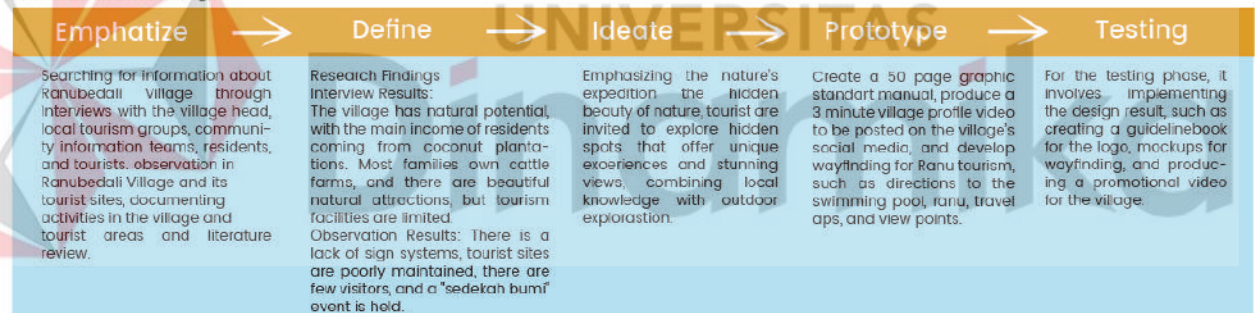 UNIVERSITAS
Dinamika
Emphatize
Define
Ideate
Prototype
Testing
Searching for information about
Ranubedali Village through
interviews with the village head,
local tourism groups, communi-
ty information teams, residents,
and tourists. observation in
Ranubedali Village and its
tourist sites, documenting
activities in the village and
tourist areas and literature
review.
Research Findings
Interview Results:
The village has natural potential,
with the main income of residents
coming from coconut planta-
tions. Most families own cattle
farms, and there are beautiful
natural attractions, but tourism
facilities are limited.
Observation Results: There is a
lack of sign systems, tourist sites
are poorly maintained, there are
few visitors, and a "sedekah bumi"
event is held.
Emphasizing the nature's
expedition the hidden
beauty of nature, tourist are
invited to explore hidden
spots that offer unique
experiences and stunning
views, combining local
knowledge with outdoor
explorastion.
Create a 50 page graphic
standart manual, produce a
3 minute village profile video
to be posted on the village's
social media, and develop
wayfinding for Ranu tourism,
such as directions to the
swimming pool, ranu, travel
aps, and view points.
For the testing phase, it
involves implementing
the design result, such as
creating a guidelinebook
for the logo, mockups for
wayfinding, and produc-
ing a promotional video
for the village.